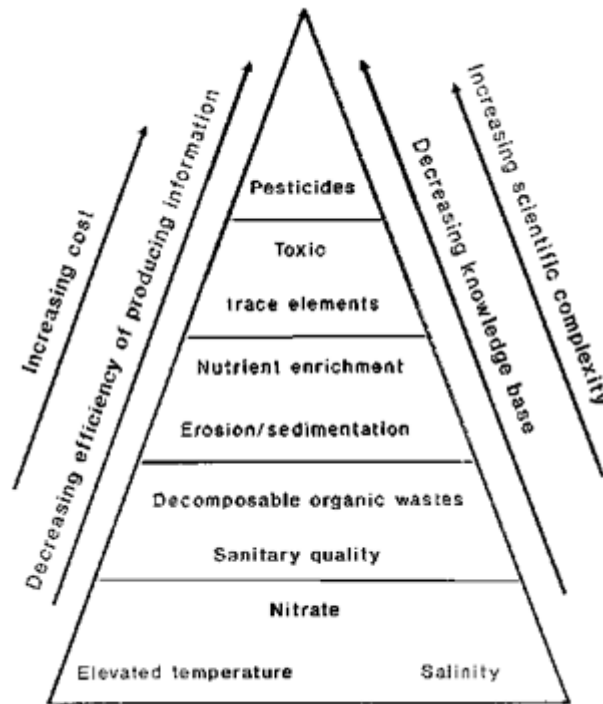 Increasing cost
Decreasing efficiency of producing information
Decreasing knowledge base
Increasing scientific complexity
Pesticides
Toxic
trace elements
Nutrient enrichment
Erosion/sedimentation
Decomposable organic wastes
Sanitary quality
Nitrate
Elevated temperature
Salinity